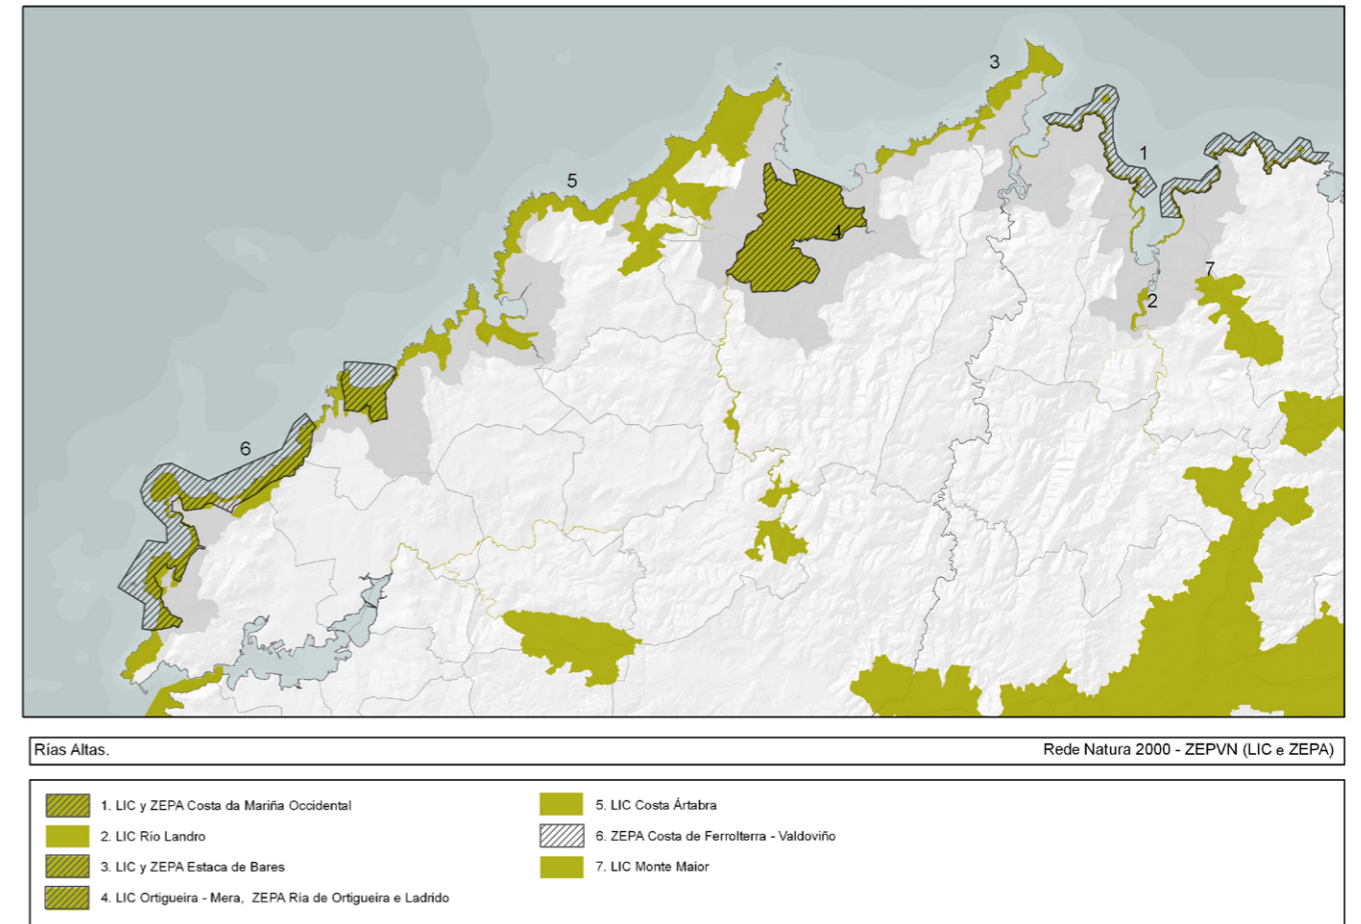 3
1
5
4
7
2
6
Rías Altas.
Rede Natura 2000 - ZEPVN (LIC e ZEPA)
1. LIC y ZEPA Costa da Mariña Occidental
2. LIC Río Landro
3. LIC y ZEPA Estaca de Bares
4. LIC Ortigueira - Mera, ZEPA Ría de Ortigueira e Ladrido
5. LIC Costa Ártabra
6. ZEPA Costa de Ferrolterra - Valdoviño
7. LIC Monte Maior